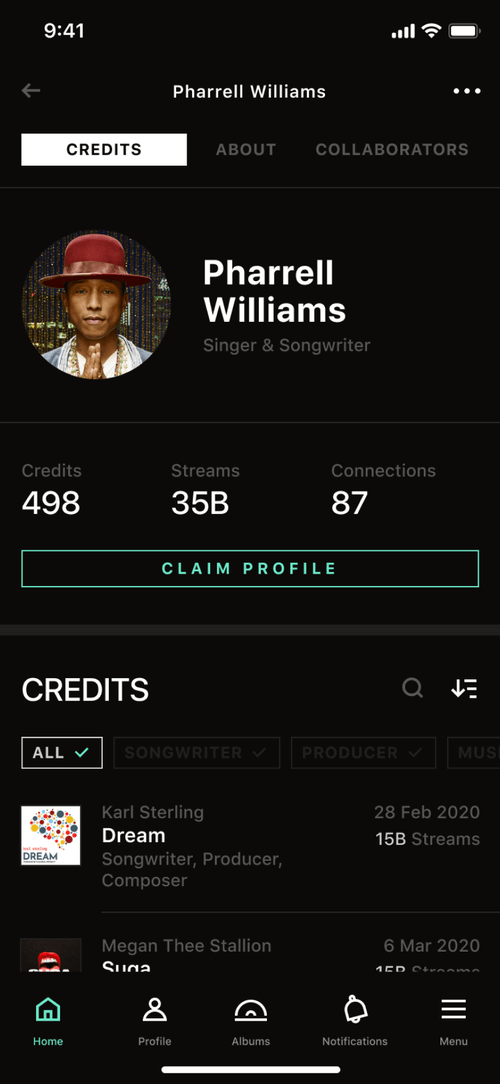 9:41
Pharrell Williams
CREDITS ABOUT COLLABORATORS
Pharrell
Williams
Singer & Songwriter
Credits Streams Connections
498 35B 87
CLAIM PROFILE
CREDITS
ALL SONGWRITER PRODUCER
Karl Sterling 28 Feb 2020
Dream 15B Streams
Songwriter, Producer,
Composer
karl sterling
DREAM
Megan Thee Stallion 6 Mar 2020
Suga 15B Streams
Home Profile Albums Notifications Menu